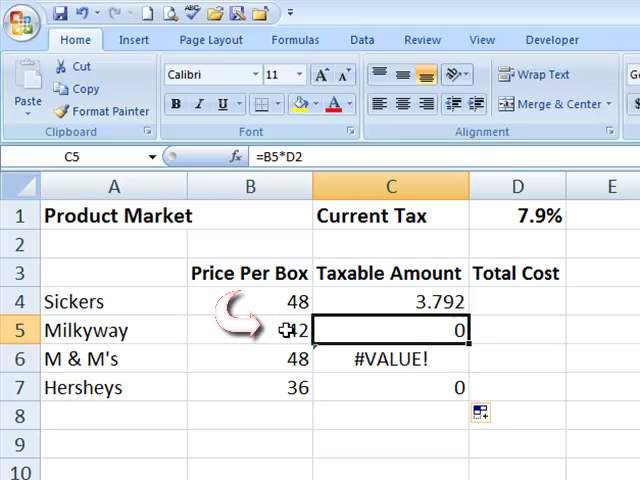 Home Insert Page Layout Formulas Data Review View Developer
Paste Cut Copy Format Painter
Calibri 11 A A Wrap Text
B I U A Merge & Center $
Clipboard Font Alignment
C5 fx =B5*D2
A B C D E
1 Product Market Current Tax 7.9%
2
3 Price Per Box Taxable Amount Total Cost
4 Sickers 48 3.792
5 Milkyway 2 0
6 M & M's 48 #VALUE!
7 Hersheys 36 0
8
9
10